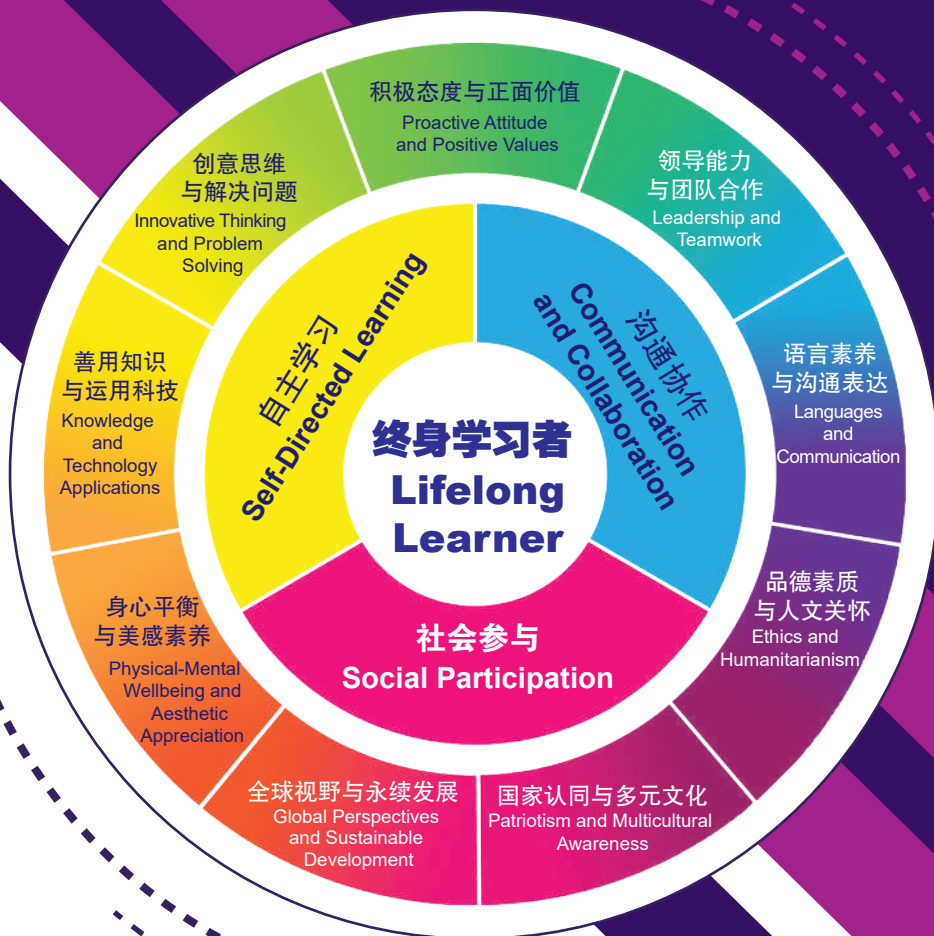 积极态度与正面价值
Proactive Attitude
and Positive Values
领导能力
与团队合作
Leadership and
Teamwork
语言素养
与沟通表达
Languages
and
Communication
品德素质
与人文关怀
Ethics and
Humanitarianism
国家认同与多元文化
Patriotism and Multicultural
Awareness
全球视野与永续发展
Global Perspectives
and Sustainable
Development
身心平衡
与美感素养
Physical-Mental
Wellbeing and
Aesthetic
Appreciation
善用知识
与运用科技
Knowledge
and
Technology
Applications
创意思维
与解决问题
Innovative Thinking
and Problem
Solving
自主学习
Self-Directed Learning
沟通协作
Communication
and Collaboration
社会参与
Social Participation
终身学习者
Lifelong
Learner